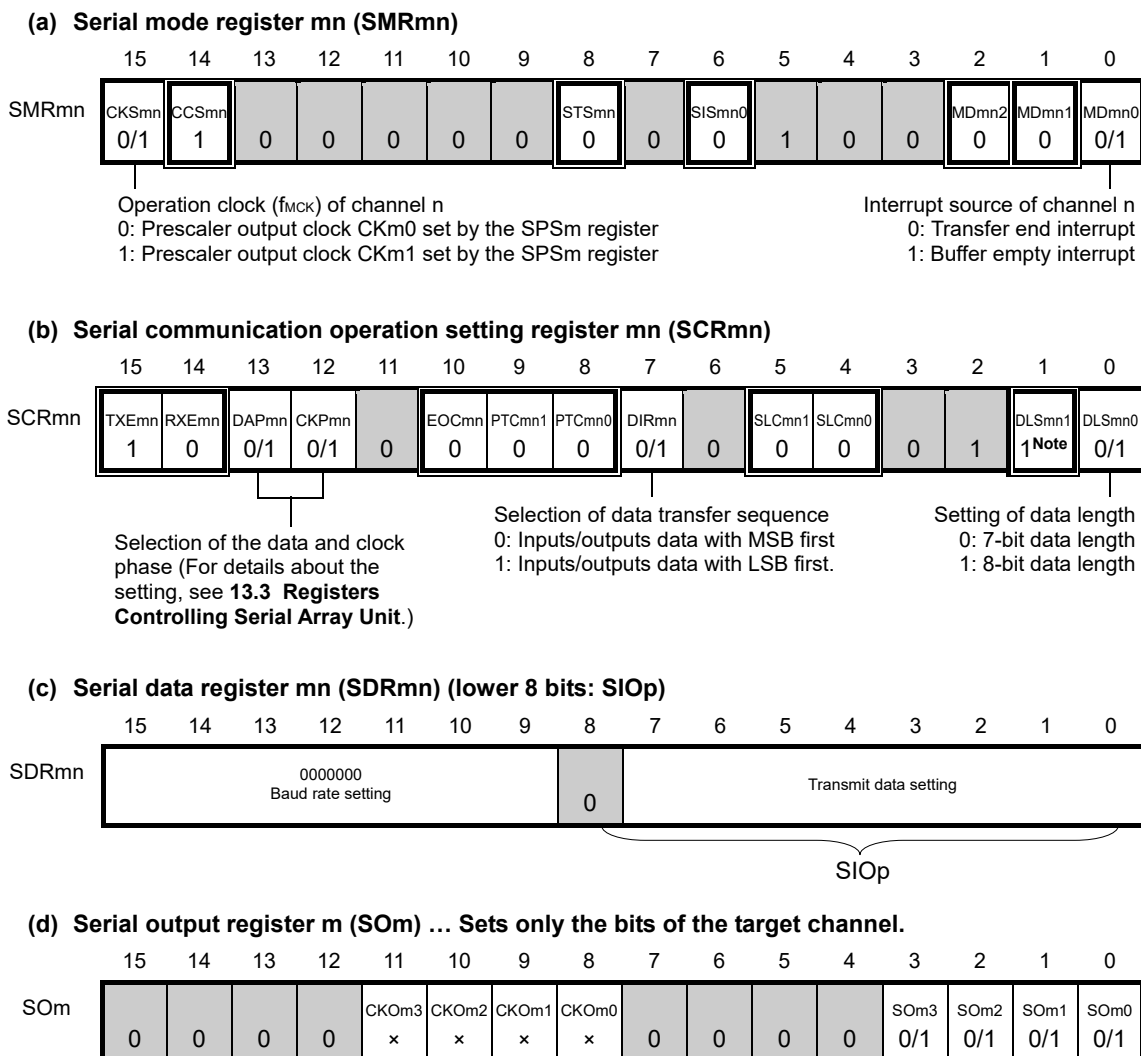 (a) Serial mode register mn (SMRmn)
15 14 13 12 11 10 9 8 7 6 5 4 3 2 1 0
SMRmn
CKSmn CCSmn STSmn SISmn0 MDmn2 MDmn1 MDmn0
0/1 1 0 0 0 0 0 0 0 0 1 0 0 0 0 0/1
Operation clock (fMCK) of channel n
0: Prescaler output clock CKm0 set by the SPSm register
1: Prescaler output clock CKm1 set by the SPSm register
Interrupt source of channel n
0: Transfer end interrupt
1: Buffer empty interrupt
(b) Serial communication operation setting register mn (SCRmn)
15 14 13 12 11 10 9 8 7 6 5 4 3 2 1 0
SCRmn
TXEmn RXEmn DAPmn CKPmn EOCmn PTCmn1 PTCmn0 DIRmn SLCmn1 SLCmn0 DLSmn1 DLSmn0
1 0 0/1 0/1 0 0 0 0 0/1 0 0 0 0 1 1Note 0/1
Selection of the data and clock
phase (For details about the
setting, see 13.3 Registers
Controlling Serial Array Unit.)
Selection of data transfer sequence
0: Inputs/outputs data with MSB first
1: Inputs/outputs data with LSB first.
Setting of data length
0: 7-bit data length
1: 8-bit data length
(c) Serial data register mn (SDRmn) (lower 8 bits: SIOp)
15 14 13 12 11 10 9 8 7 6 5 4 3 2 1 0
SDRmn
0000000
Baud rate setting
0
Transmit data setting
SIOp
(d) Serial output register m (SOm) … Sets only the bits of the target channel.
15 14 13 12 11 10 9 8 7 6 5 4 3 2 1 0
SOm
CKOm3 CKOm2 CKOm1 CKOm0 SOm3 SOm2 SOm1 SOm0
0 0 0 0 × × × × 0 0 0 0 0/1 0/1 0/1 0/1